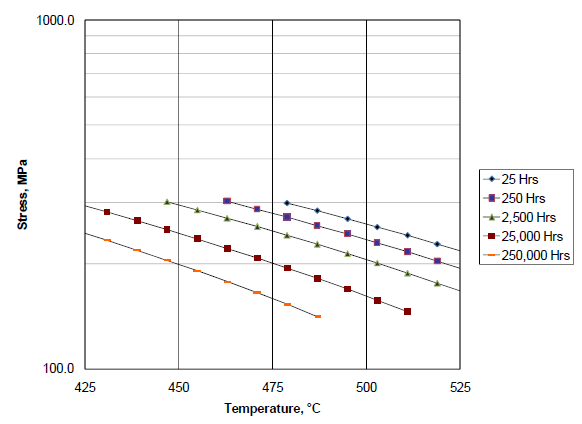 1000.0
Stress, MPa
100.0
425 450 475 500 525
Temperature, °C
25 Hrs
250 Hrs
2,500 Hrs
25,000 Hrs
250,000 Hrs